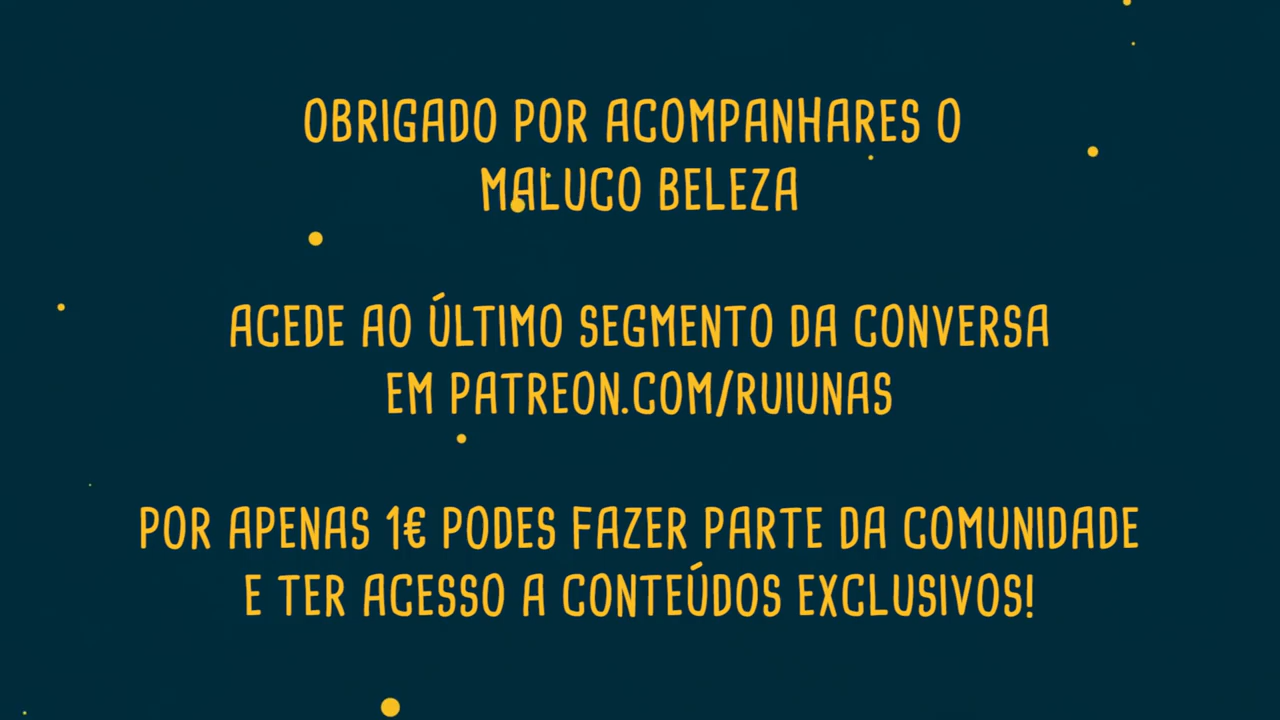 OBRIGADO POR ACOMPANHARES O
MALUCO BELEZA
ACEDE AO ÚLTIMO SEGMENTO DA CONVERSA
EM PATREON.COM/RUIUNAS
POR APENAS 1€ PODES FAZER PARTE DA COMUNIDADE
E TER ACESSO A CONTEÚDOS EXCLUSIVOS!